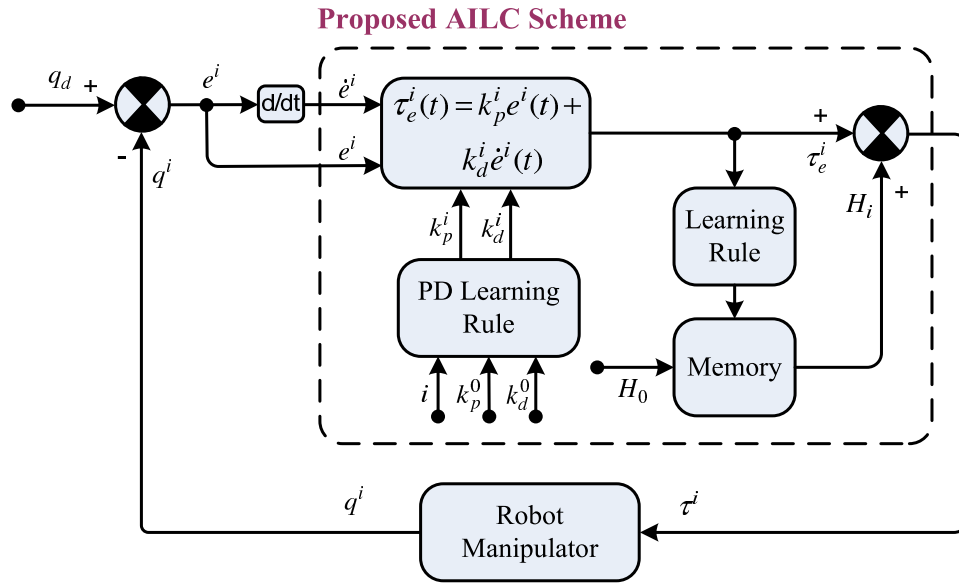 Proposed AILC Scheme
q_d +
e^i
d/dt
ė^i
τ_e^i(t) = k_p^i e^i(t) +
k_d^i ė^i(t)
+
τ_e^i
-
q^i
e^i
H_i +
k_p^i k_d^i
Learning
Rule
PD Learning
Rule
Memory
H_0
i k_p^0 k_d^0
q^i
Robot
Manipulator
τ^i